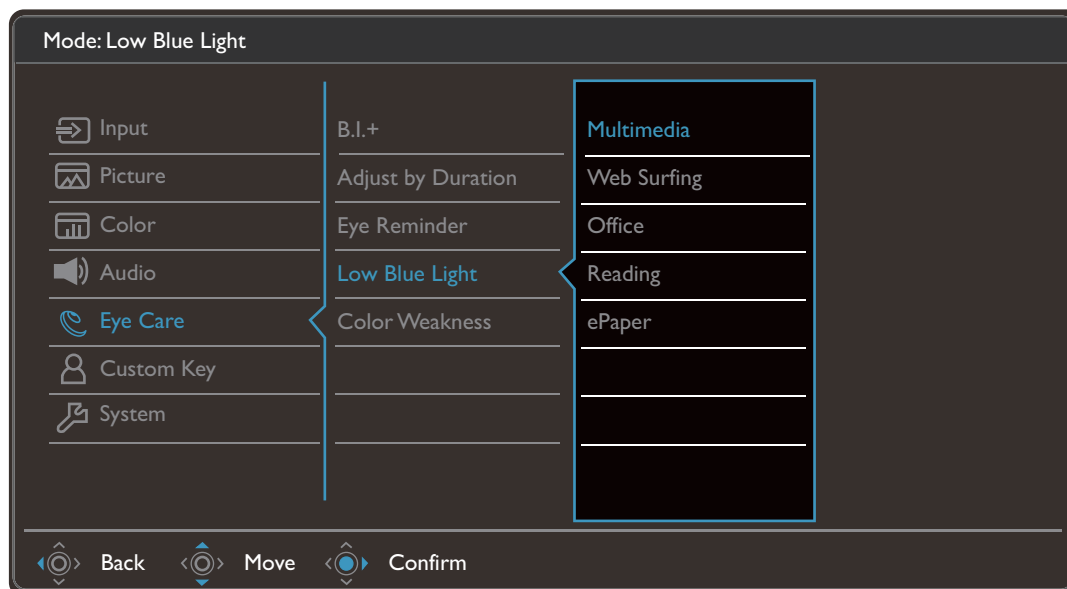 Mode: Low Blue Light
Input
Picture
Color
Audio
Eye Care
Custom Key
System
B.I.+
Adjust by Duration
Eye Reminder
Low Blue Light
Color Weakness
Multimedia
Web Surfing
Office
Reading
ePaper
Back Move Confirm